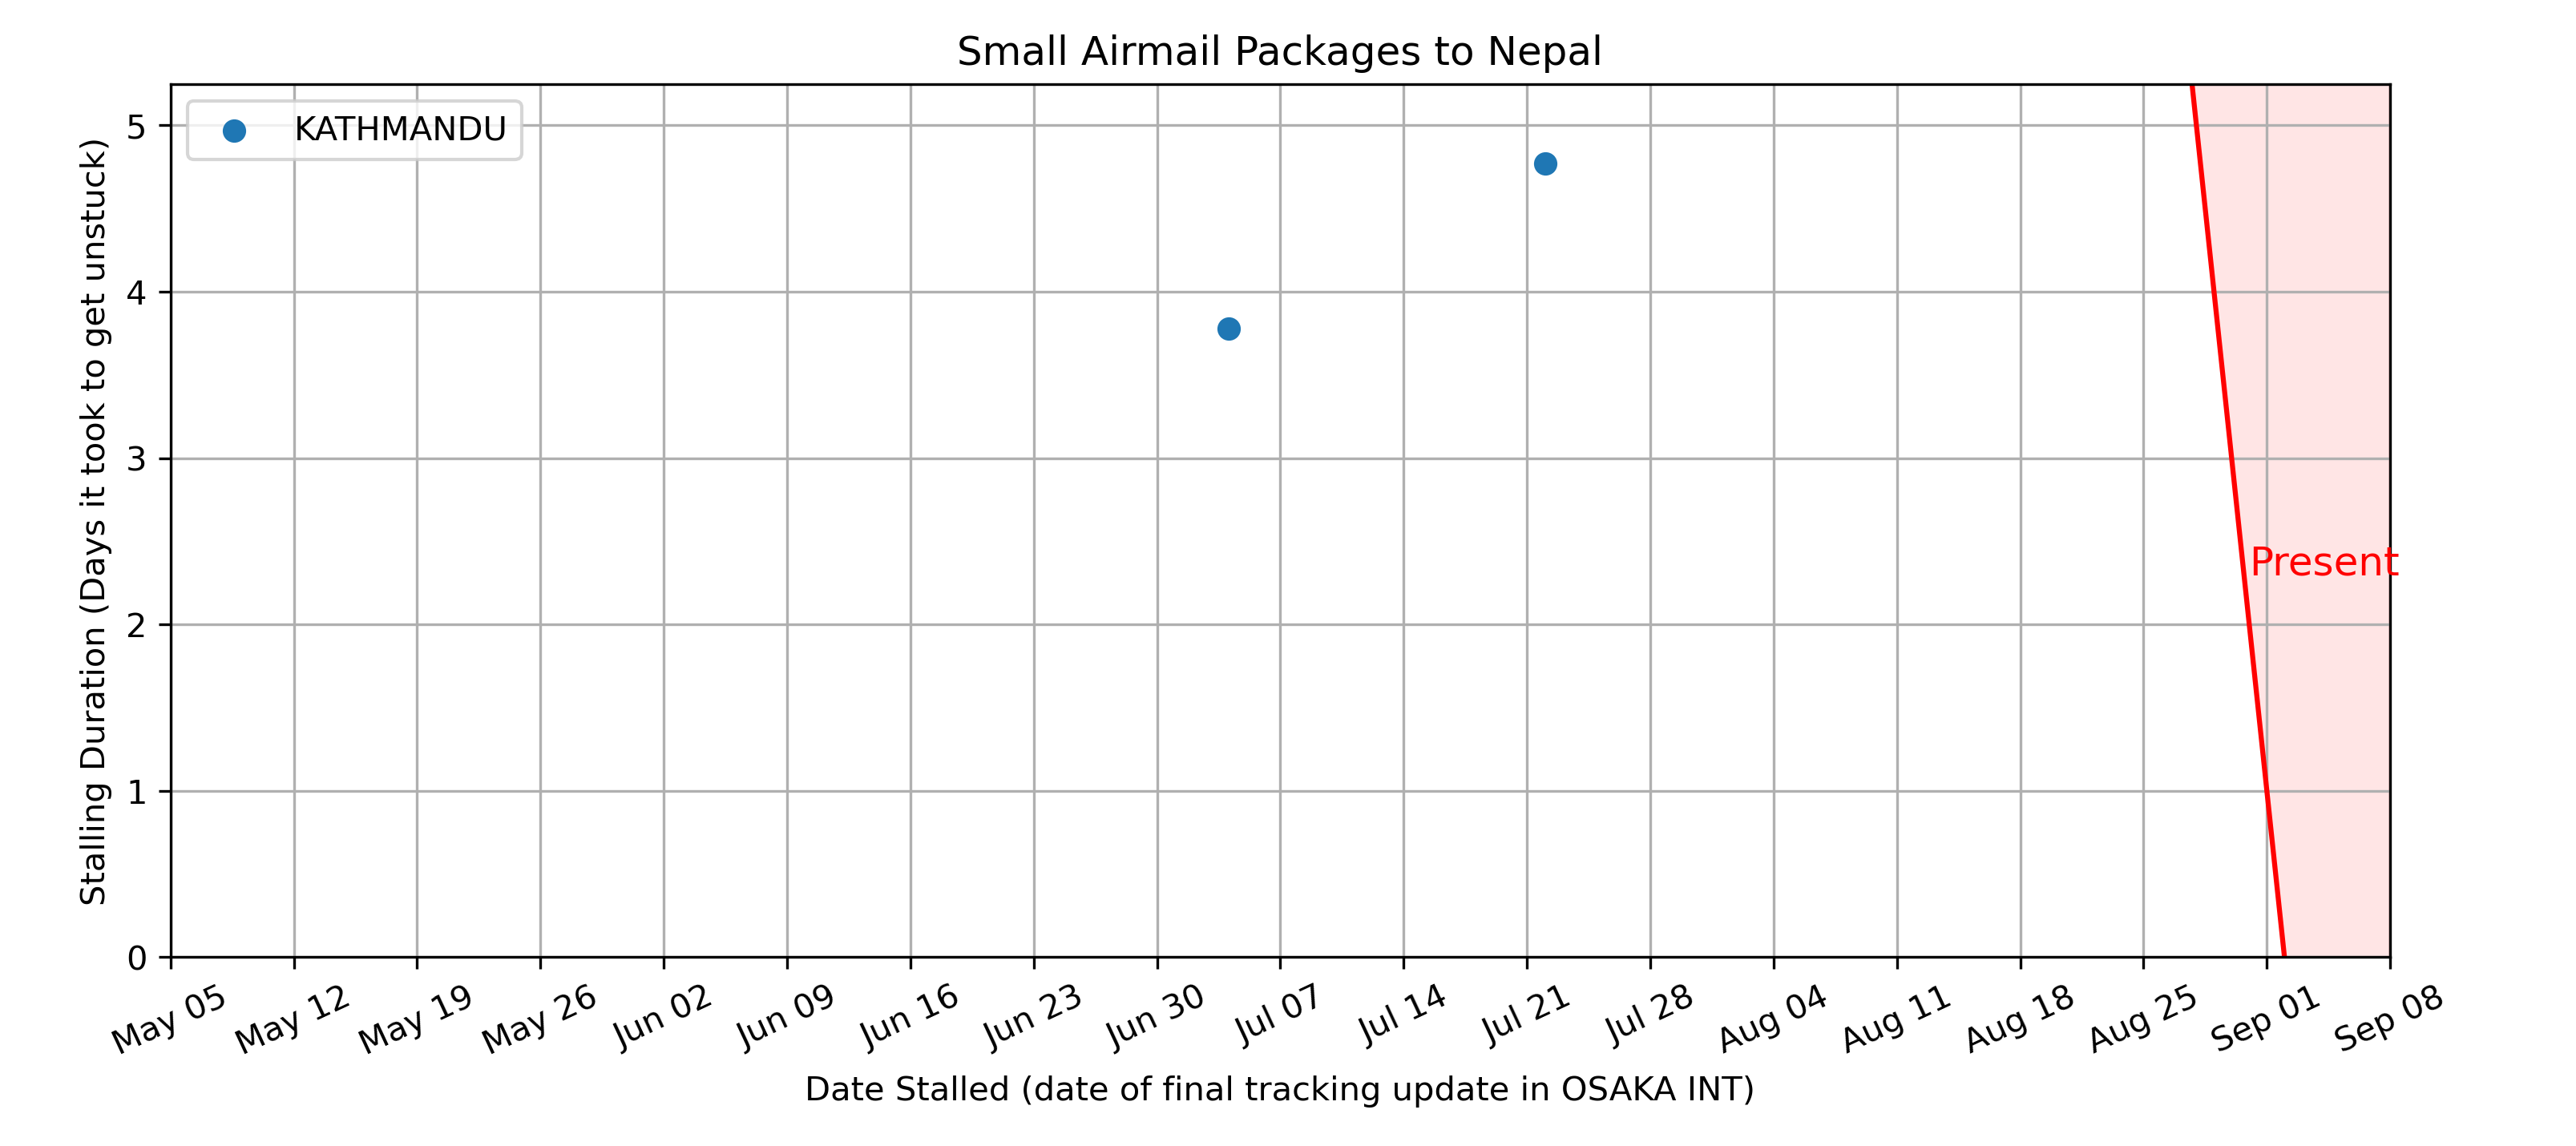 Small Airmail Packages to Nepal
KATHMANDU
Stalling Duration (Days it took to get unstuck)
5
4
3
2
1
0
Present
May 05
May 12
May 19
May 26
Jun 02
Jun 09
Jun 16
Jun 23
Jun 30
Jul 07
Jul 14
Jul 21
Jul 28
Aug 04
Aug 11
Aug 18
Aug 25
Sep 01
Sep 08
Date Stalled (date of final tracking update in OSAKA INT)